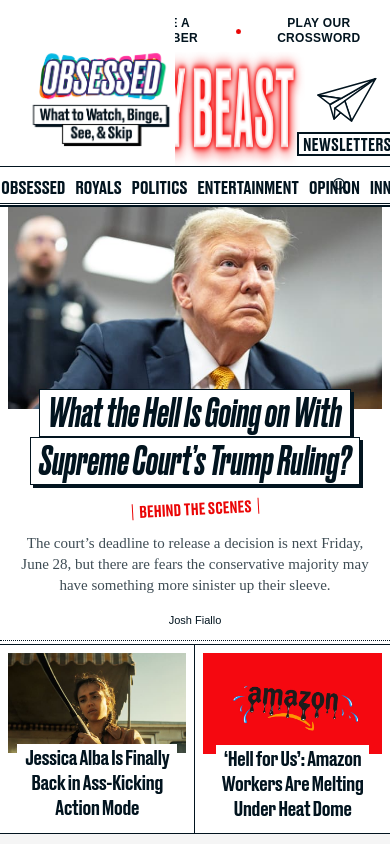 E A
BER
PLAY OUR
CROSSWORD
OBSESSED
What to Watch, Binge,
See, & Skip
Y BEAST
NEWSLETTERS
OBSESSED ROYALS POLITICS ENTERTAINMENT OPINION INN
What the Hell Is Going on With
Supreme Court's Trump Ruling?
BEHIND THE SCENES
The court's deadline to release a decision is next Friday,
June 28, but there are fears the conservative majority may
have something more sinister up their sleeve.
Josh Fiallo
amazon
Jessica Alba Is Finally
Back in Ass-Kicking
Action Mode
'Hell for Us': Amazon
Workers Are Melting
Under Heat Dome